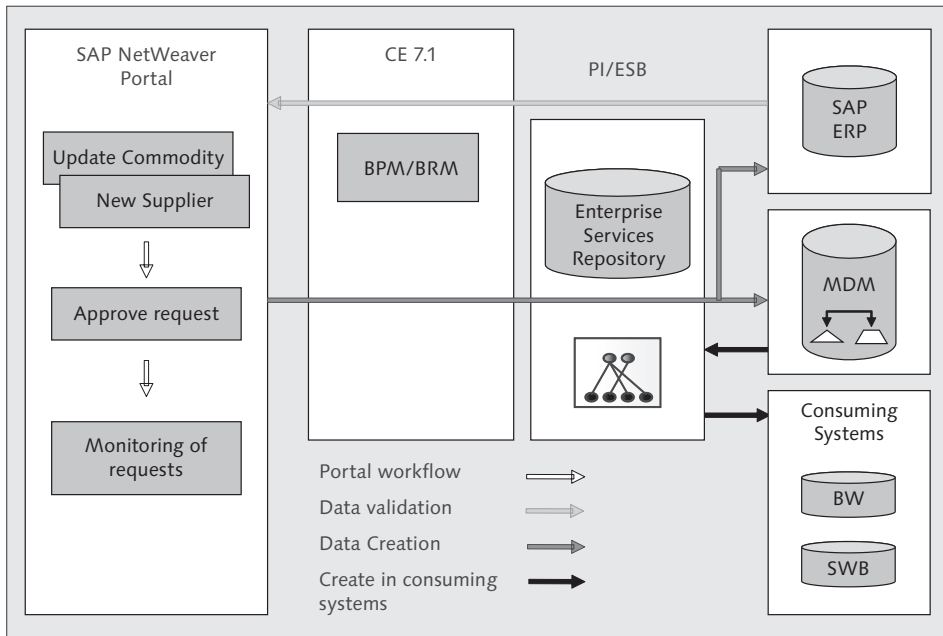 SAP NetWeaver
Portal
Update Commodity
New Supplier
Approve request
Monitoring of
requests
CE 7.1
BPM/BRM
PI/ESB
Enterprise
Services
Repository
SAP
ERP
MDM
Consuming
Systems
BW
SWB
Portal workflow
Data validation
Data Creation
Create in consuming
systems